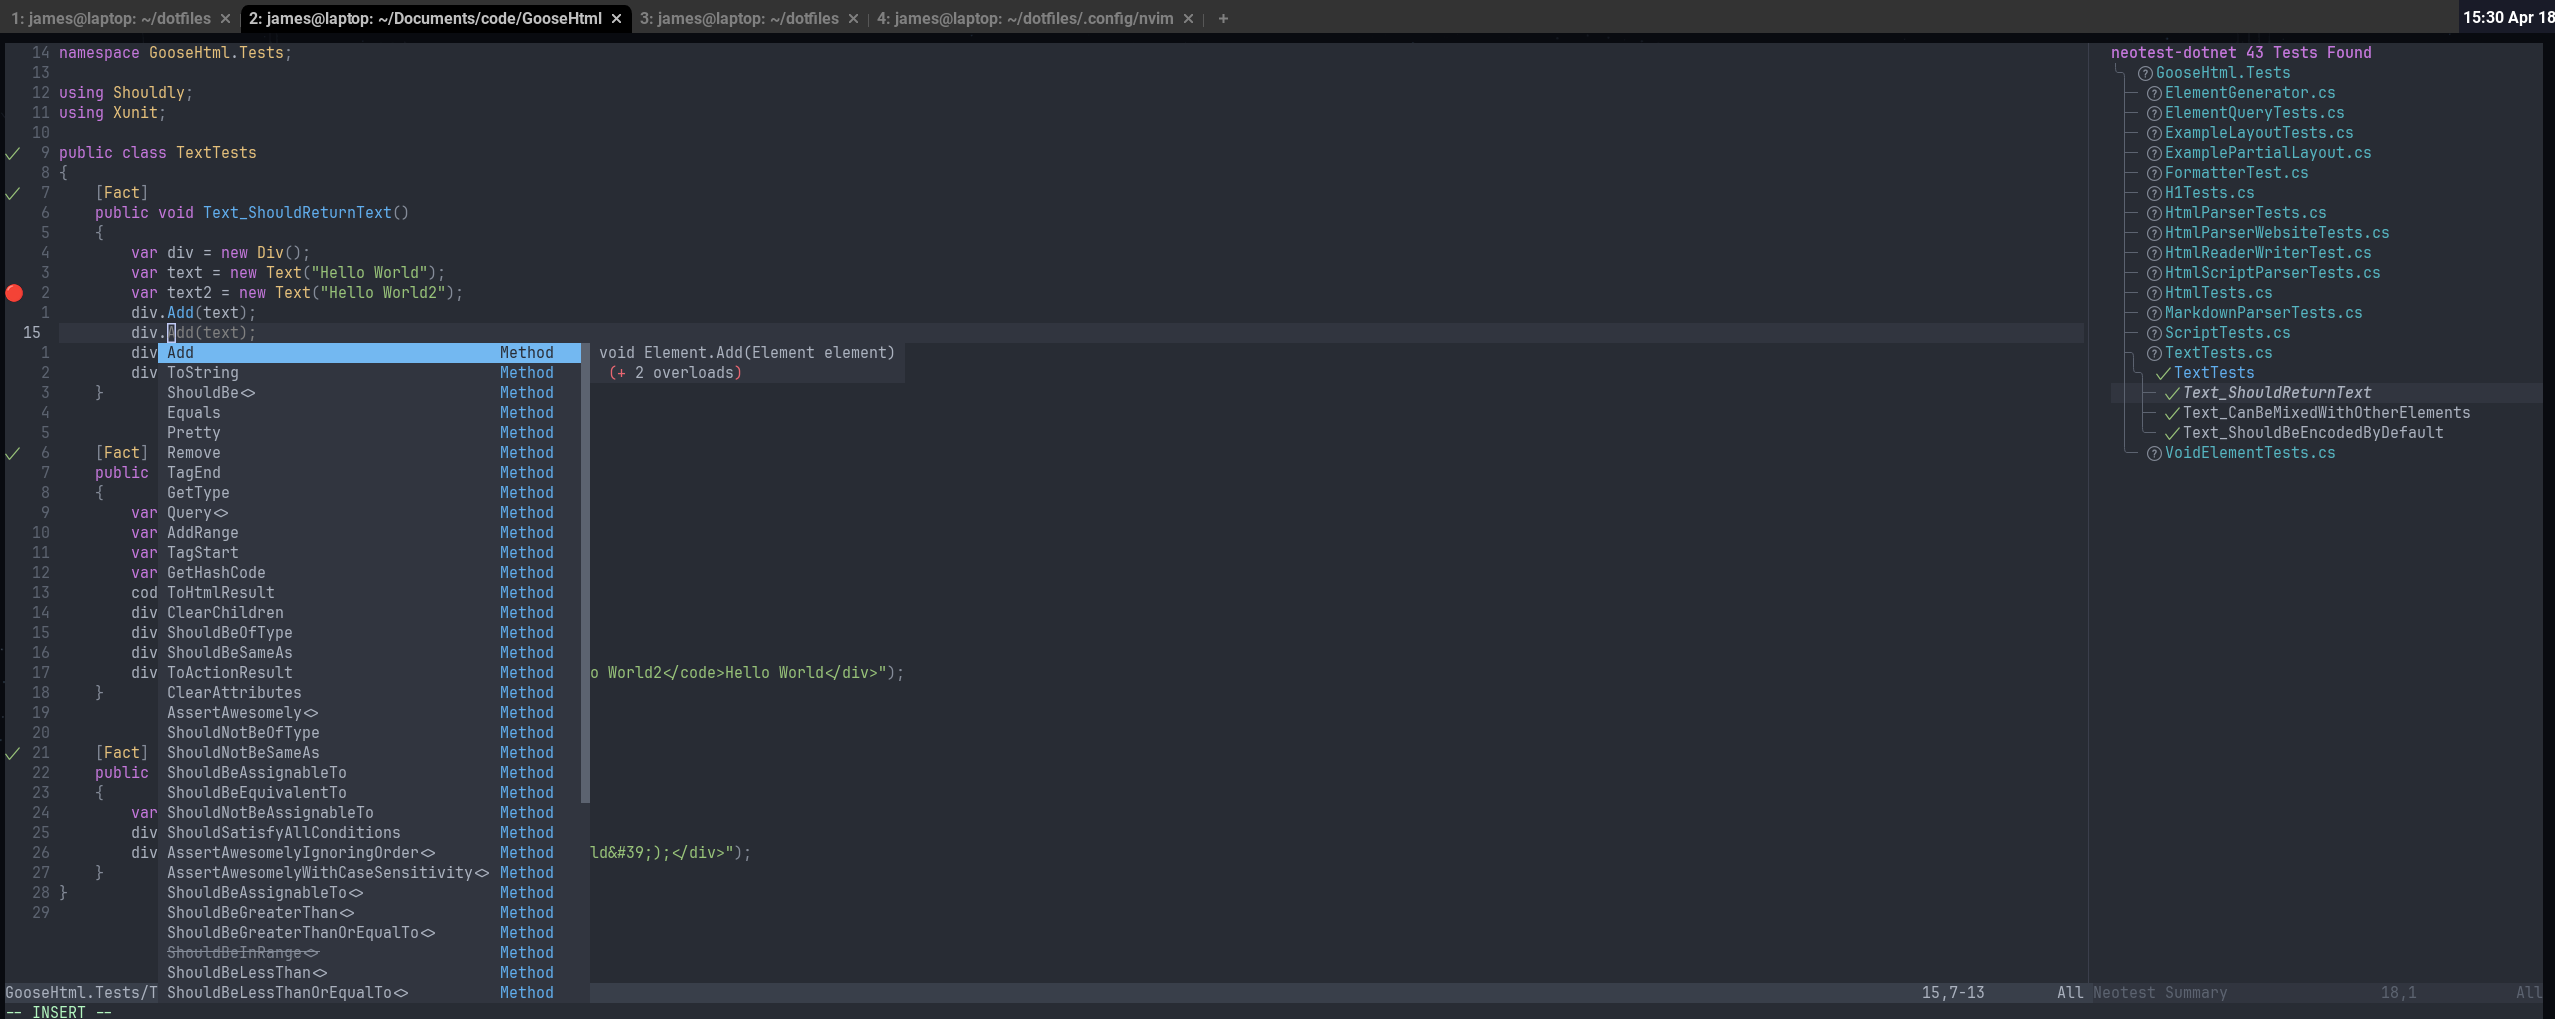 1: james@laptop: ~/dotfiles ✕ 2: james@laptop: ~/Documents/code/GooseHtml ✕ 3: james@laptop: ~/dotfiles ✕ 4: james@laptop: ~/dotfiles/.config/nvim ✕ + 15:30 Apr 18
14 namespace GooseHtml.Tests;
13
12 using Shouldly;
11 using Xunit;
10
9 public class TextTests
8 {
7 [Fact]
6 public void Text_ShouldReturnText()
5 {
4 var div = new Div();
3 var text = new Text("Hello World");
2 var text2 = new Text("Hello World2");
1 div.Add(text);
15 div.Add(text);
1 div Add Method void Element.Add(Element element)
2 div ToString Method (+ 2 overloads)
3 } ShouldBe<> Method
4 Equals Method
5 Pretty Method
6 [Fact] Remove Method
7 public TagEnd Method
8 { GetType Method
9 var Query<> Method
10 var AddRange Method
11 var TagStart Method
12 var GetHashCode Method
13 cod ToHtmlResult Method
14 div ClearChildren Method
15 div ShouldBeOfType Method
16 div ShouldBeSameAs Method
17 div ToActionResult Method o World2</code>Hello World</div>");
18 } ClearAttributes Method
19 AssertAwesomely<> Method
20 ShouldNotBeOfType Method
21 [Fact] ShouldNotBeSameAs Method
22 public ShouldBeAssignableTo Method
23 { ShouldBeEquivalentTo Method
24 var ShouldNotBeAssignableTo Method
25 div ShouldSatisfyAllConditions Method
26 div AssertAwesomelyIgnoringOrder<> Method ld&#39;);</div>");
27 } AssertAwesomelyWithCaseSensitivity<> Method
28 } ShouldBeAssignableTo<> Method
29 ShouldBeGreaterThan<> Method
ShouldBeGreaterThanOrEqualTo<> Method
ShouldBeInRange<> Method
ShouldBeLessThan<> Method
GooseHtml.Tests/T ShouldBeLessThanOrEqualTo<> Method 15,7-13 All
-- INSERT --
neotest-dotnet 43 Tests Found
GooseHtml.Tests
ElementGenerator.cs
ElementQueryTests.cs
ExampleLayoutTests.cs
ExamplePartialLayout.cs
FormatterTest.cs
H1Tests.cs
HtmlParserTests.cs
HtmlParserWebsiteTests.cs
HtmlReaderWriterTest.cs
HtmlScriptParserTests.cs
HtmlTests.cs
MarkdownParserTests.cs
ScriptTests.cs
TextTests.cs
TextTests
Text_ShouldReturnText
Text_CanBeMixedWithOtherElements
Text_ShouldBeEncodedByDefault
VoidElementTests.cs
Neotest Summary 18,1 All